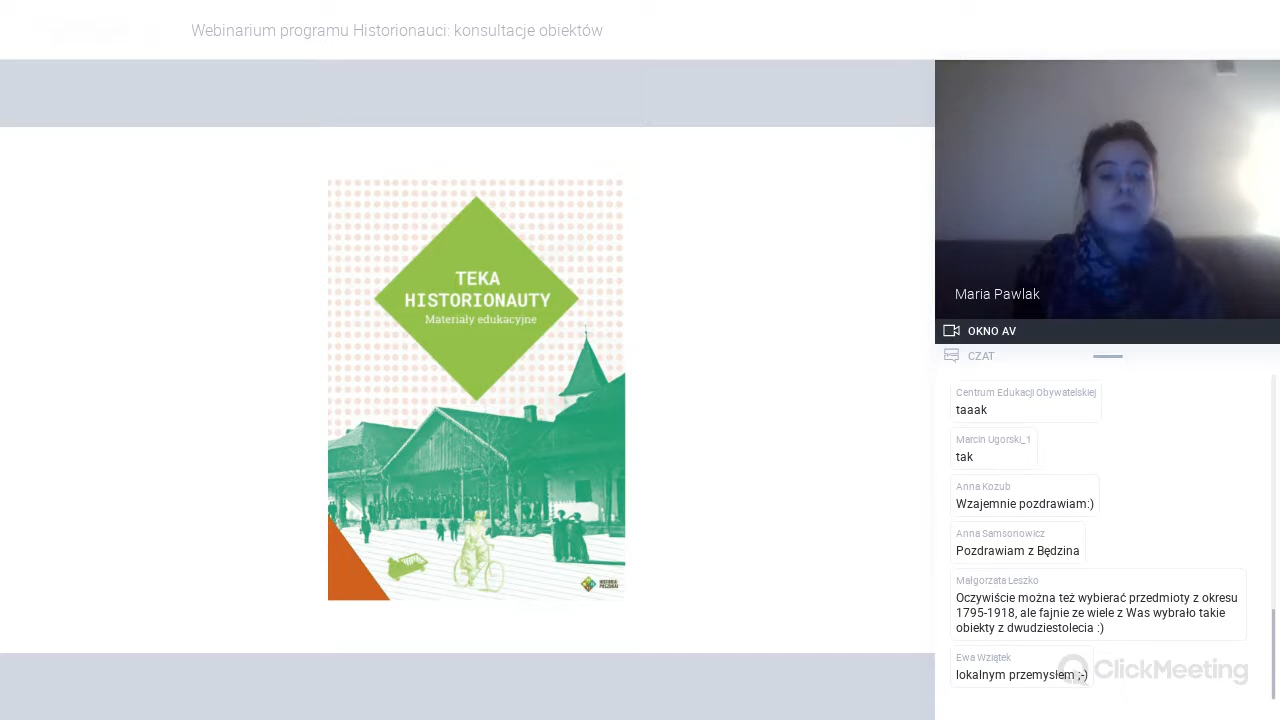 Webinarium programu Historionauci: konsultacje obiektów
TEKA
HISTORIONAUTY
Materiały edukacyjne
Maria Pawlak
OKNO AV
CZAT
Centrum Edukacji Obywatelskiej
taaak
Marcin Ugorski_1
tak
Anna Kozub
Wzajemnie pozdrawiam:)
Anna Samsonowicz
Pozdrawiam z Będzina
Małgorzata Leszko
Oczywiście można też wybierać przedmioty z okresu
1795-1918, ale fajnie ze wiele z Was wybrało takie
obiekty z dwudziestolecia :)
Ewa Wziątek
lokalnym przemysłem ;-)
ClickMeeting